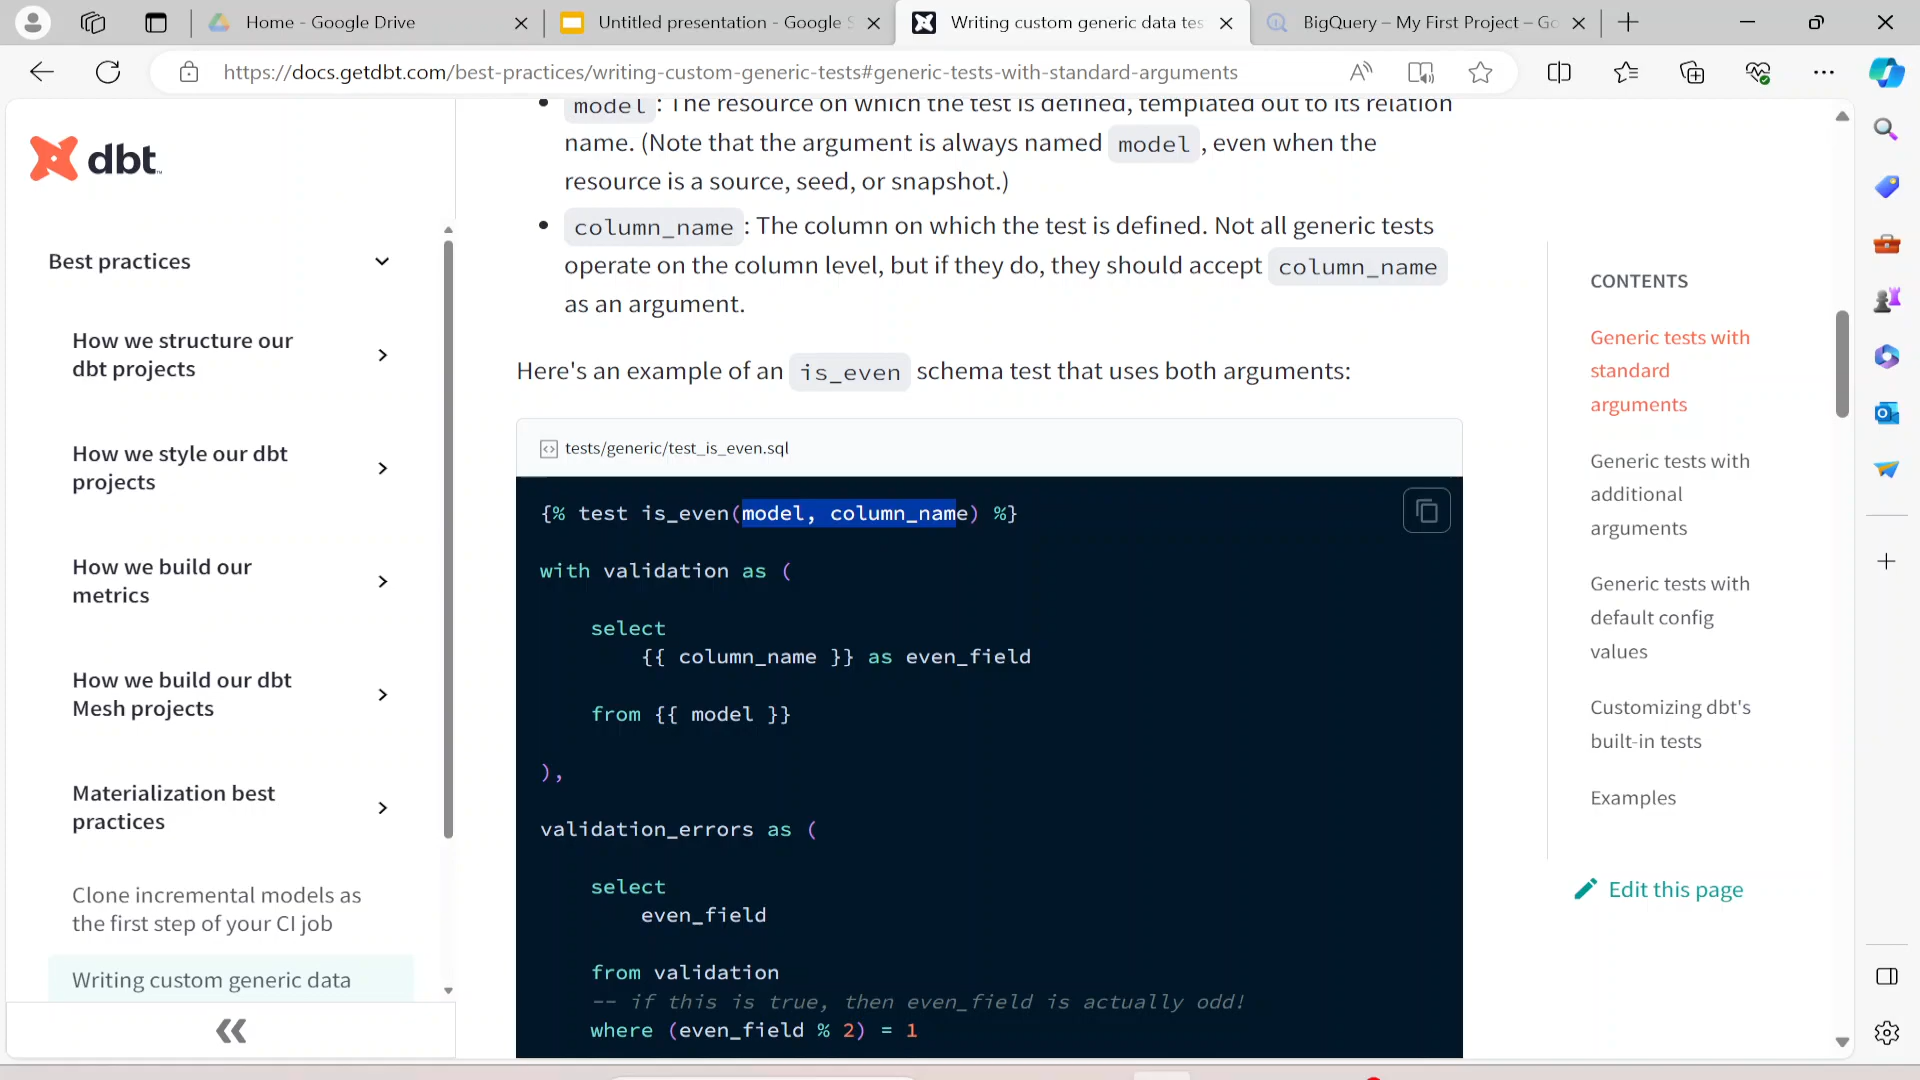 Home - Google Drive
Untitled presentation - Google S
Writing custom generic data tes
BigQuery – My First Project – Go
https://docs.getdbt.com/best-practices/writing-custom-generic-tests#generic-tests-with-standard-arguments
dbt
Best practices
How we structure our
dbt projects
How we style our dbt
projects
How we build our
metrics
How we build our dbt
Mesh projects
Materialization best
practices
Clone incremental models as
the first step of your CI job
Writing custom generic data
model : The resource on which the test is defined, templated out to its relation
name. (Note that the argument is always named model , even when the
resource is a source, seed, or snapshot.)
column_name : The column on which the test is defined. Not all generic tests
operate on the column level, but if they do, they should accept column_name
as an argument.
Here's an example of an is_even schema test that uses both arguments:
tests/generic/test_is_even.sql
{% test is_even(model, column_name) %}
with validation as (
select
{{ column_name }} as even_field
from {{ model }}
),
validation_errors as (
select
even_field
from validation
-- if this is true, then even_field is actually odd!
where (even_field % 2) = 1
CONTENTS
Generic tests with
standard
arguments
Generic tests with
additional
arguments
Generic tests with
default config
values
Customizing dbt's
built-in tests
Examples
Edit this page